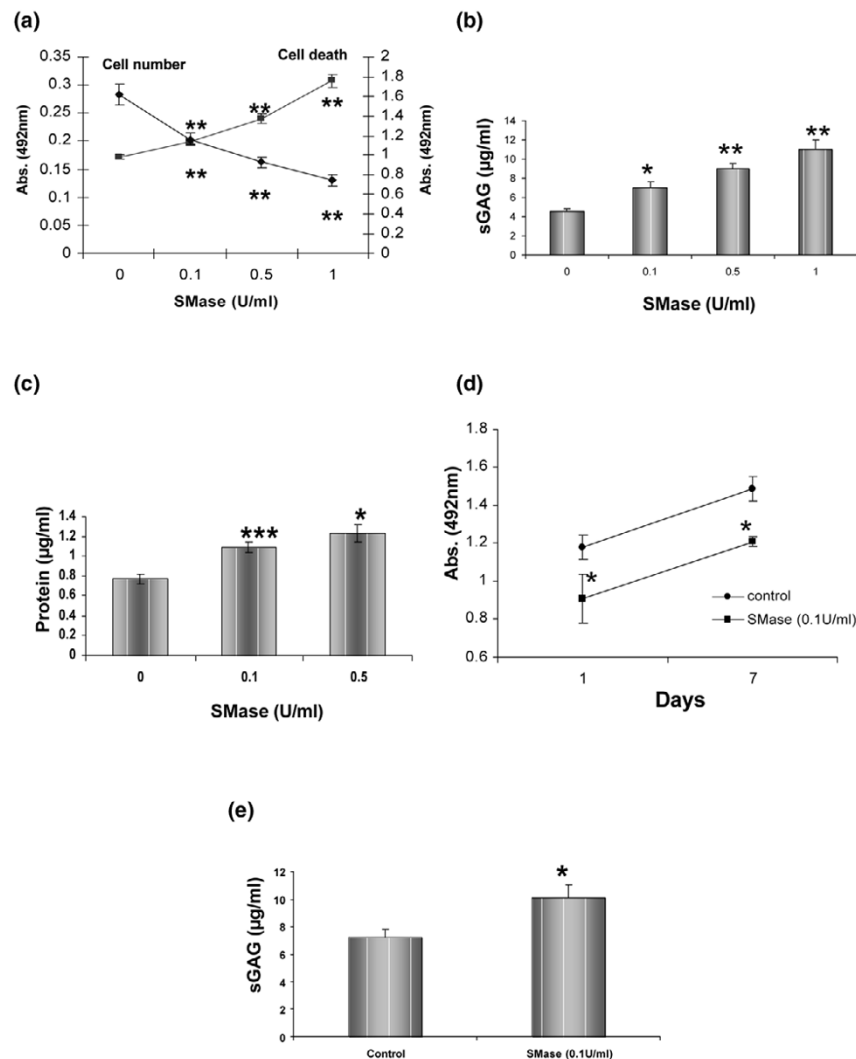 (a)
Cell number
Cell death
0.35
0.3
0.25
0.2
0.15
0.1
0.05
0
Abs. (492nm)
2
1.8
1.6
1.4
1.2
1
0.8
0.6
0.4
0.2
0
Abs. (492nm)
** ** **
** ** **
0 0.1 0.5 1
SMase (U/ml)
(b)
14
12
10
8
6
4
2
0
sGAG (µg/ml)
* ** **
0 0.1 0.5 1
SMase (U/ml)
(c)
1.4
1.2
1
0.8
0.6
0.4
0.2
0
Protein (µg/ml)
*** *
0 0.1 0.5
SMase (U/ml)
(d)
1.8
1.6
1.4
1.2
1
0.8
0.6
Abs. (492nm)
* *
control
SMase (0.1U/ml)
1 7
Days
(e)
12
10
8
6
4
2
0
sGAG (µg/ml)
*
Control SMase (0.1U/ml)